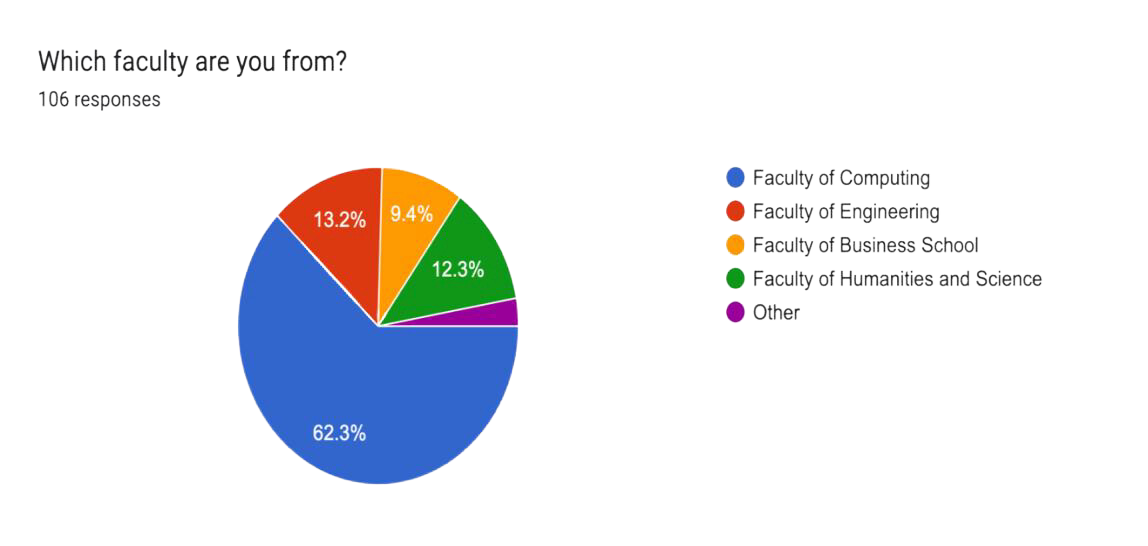 Which faculty are you from?
106 responses
13.2%
9.4%
12.3%
62.3%
Faculty of Computing
Faculty of Engineering
Faculty of Business School
Faculty of Humanities and Science
Other